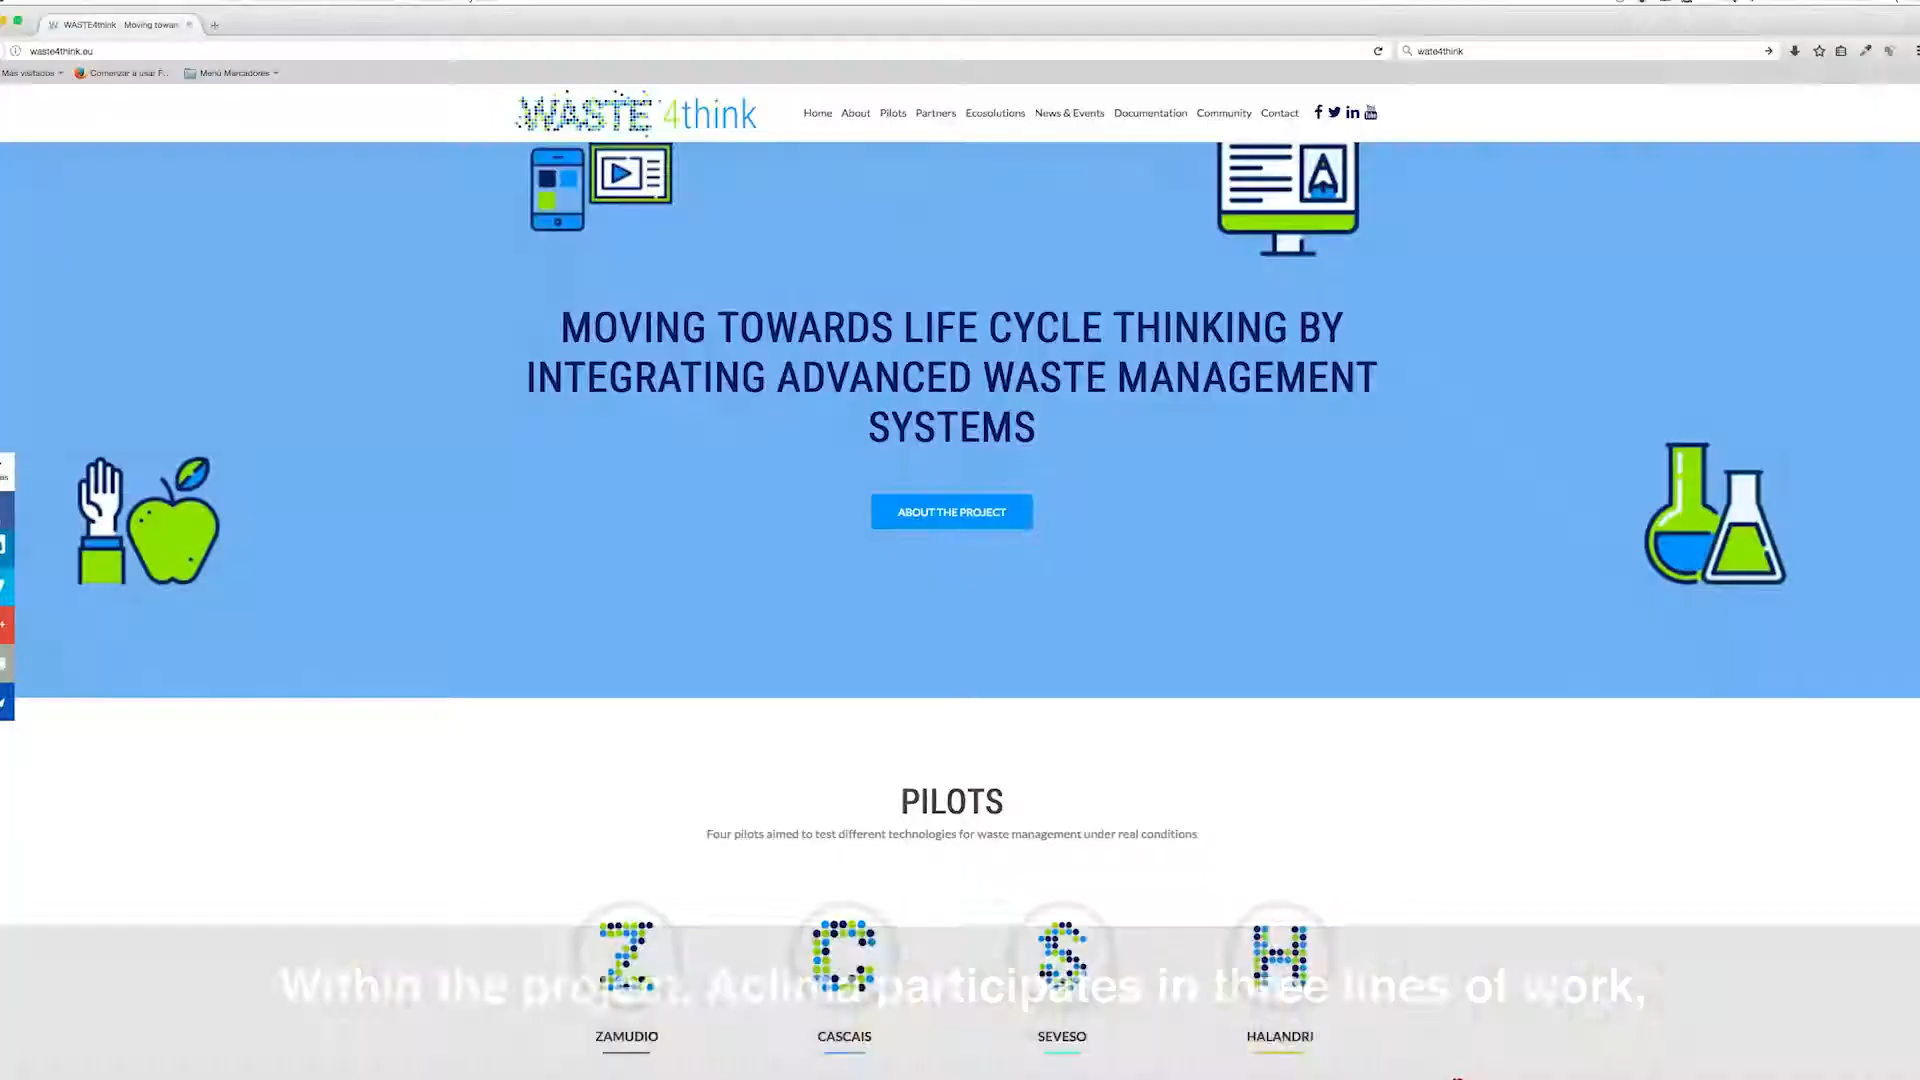 WASTE4think - Moving towar
waste4think.eu
wate4think
Más visitados
Comenzar a usar F...
Menú Marcadores
WASTE 4think
Home About Pilots Partners Ecosolutions News & Events Documentation Community Contact
MOVING TOWARDS LIFE CYCLE THINKING BY
INTEGRATING ADVANCED WASTE MANAGEMENT
SYSTEMS
ABOUT THE PROJECT
PILOTS
Four pilots aimed to test different technologies for waste management under real conditions
Z C S H
Within the project, Aclima participates in three lines of work,
ZAMUDIO CASCAIS SEVESO HALANDRI